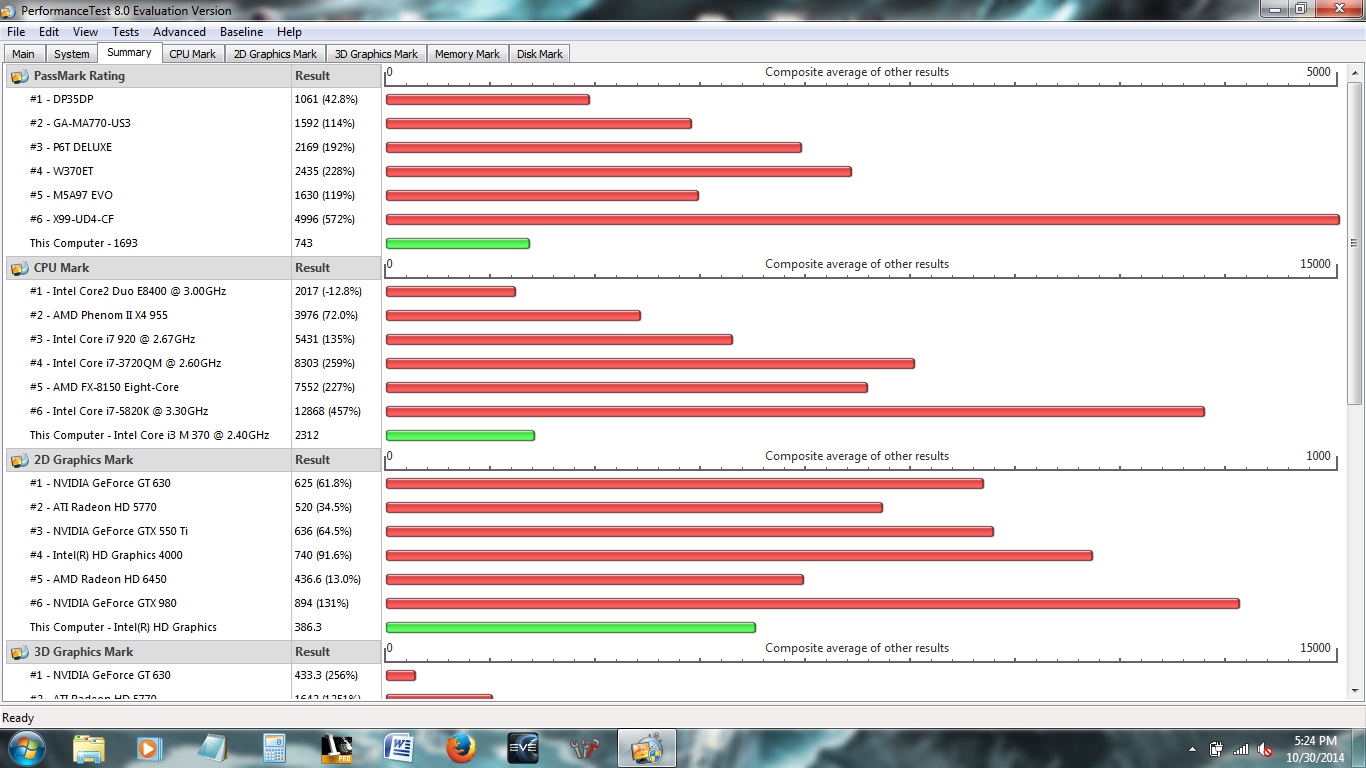 PerformanceTest 8.0 Evaluation Version
File Edit View Tests Advanced Baseline Help
Main System Summary CPU Mark 2D Graphics Mark 3D Graphics Mark Memory Mark Disk Mark
PassMark Rating Result 0 Composite average of other results 5000
#1 - DP35DP 1061 (42.8%)
#2 - GA-MA770-US3 1592 (114%)
#3 - P6T DELUXE 2169 (192%)
#4 - W370ET 2435 (228%)
#5 - M5A97 EVO 1630 (119%)
#6 - X99-UD4-CF 4996 (572%)
This Computer - 1693 743
CPU Mark Result 0 Composite average of other results 15000
#1 - Intel Core2 Duo E8400 @ 3.00GHz 2017 (-12.8%)
#2 - AMD Phenom II X4 955 3976 (72.0%)
#3 - Intel Core i7 920 @ 2.67GHz 5431 (135%)
#4 - Intel Core i7-3720QM @ 2.60GHz 8303 (259%)
#5 - AMD FX-8150 Eight-Core 7552 (227%)
#6 - Intel Core i7-5820K @ 3.30GHz 12868 (457%)
This Computer - Intel Core i3 M 370 @ 2.40GHz 2312
2D Graphics Mark Result 0 Composite average of other results 1000
#1 - NVIDIA GeForce GT 630 625 (61.8%)
#2 - ATI Radeon HD 5770 520 (34.5%)
#3 - NVIDIA GeForce GTX 550 Ti 636 (64.5%)
#4 - Intel(R) HD Graphics 4000 740 (91.6%)
#5 - AMD Radeon HD 6450 436.6 (13.0%)
#6 - NVIDIA GeForce GTX 980 894 (131%)
This Computer - Intel(R) HD Graphics 386.3
3D Graphics Mark Result 0 Composite average of other results 15000
#1 - NVIDIA GeForce GT 630 433.3 (256%)
#2 - ATI Radeon HD 5770 1642 (1251%)
Ready
PRO EVE
5:24 PM
10/30/2014